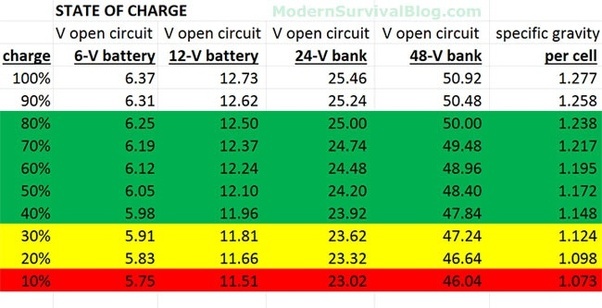 STATE OF CHARGE ModernSurvivalBlog.com
V open circuit V open circuit V open circuit V open circuit specific gravity
charge 6-V battery 12-V battery 24-V bank 48-V bank per cell
100% 6.37 12.73 25.46 50.92 1.277
90% 6.31 12.62 25.24 50.48 1.258
80% 6.25 12.50 25.00 50.00 1.238
70% 6.19 12.37 24.74 49.48 1.217
60% 6.12 12.24 24.48 48.96 1.195
50% 6.05 12.10 24.20 48.40 1.172
40% 5.98 11.96 23.92 47.84 1.148
30% 5.91 11.81 23.62 47.24 1.124
20% 5.83 11.66 23.32 46.64 1.098
10% 5.75 11.51 23.02 46.04 1.073